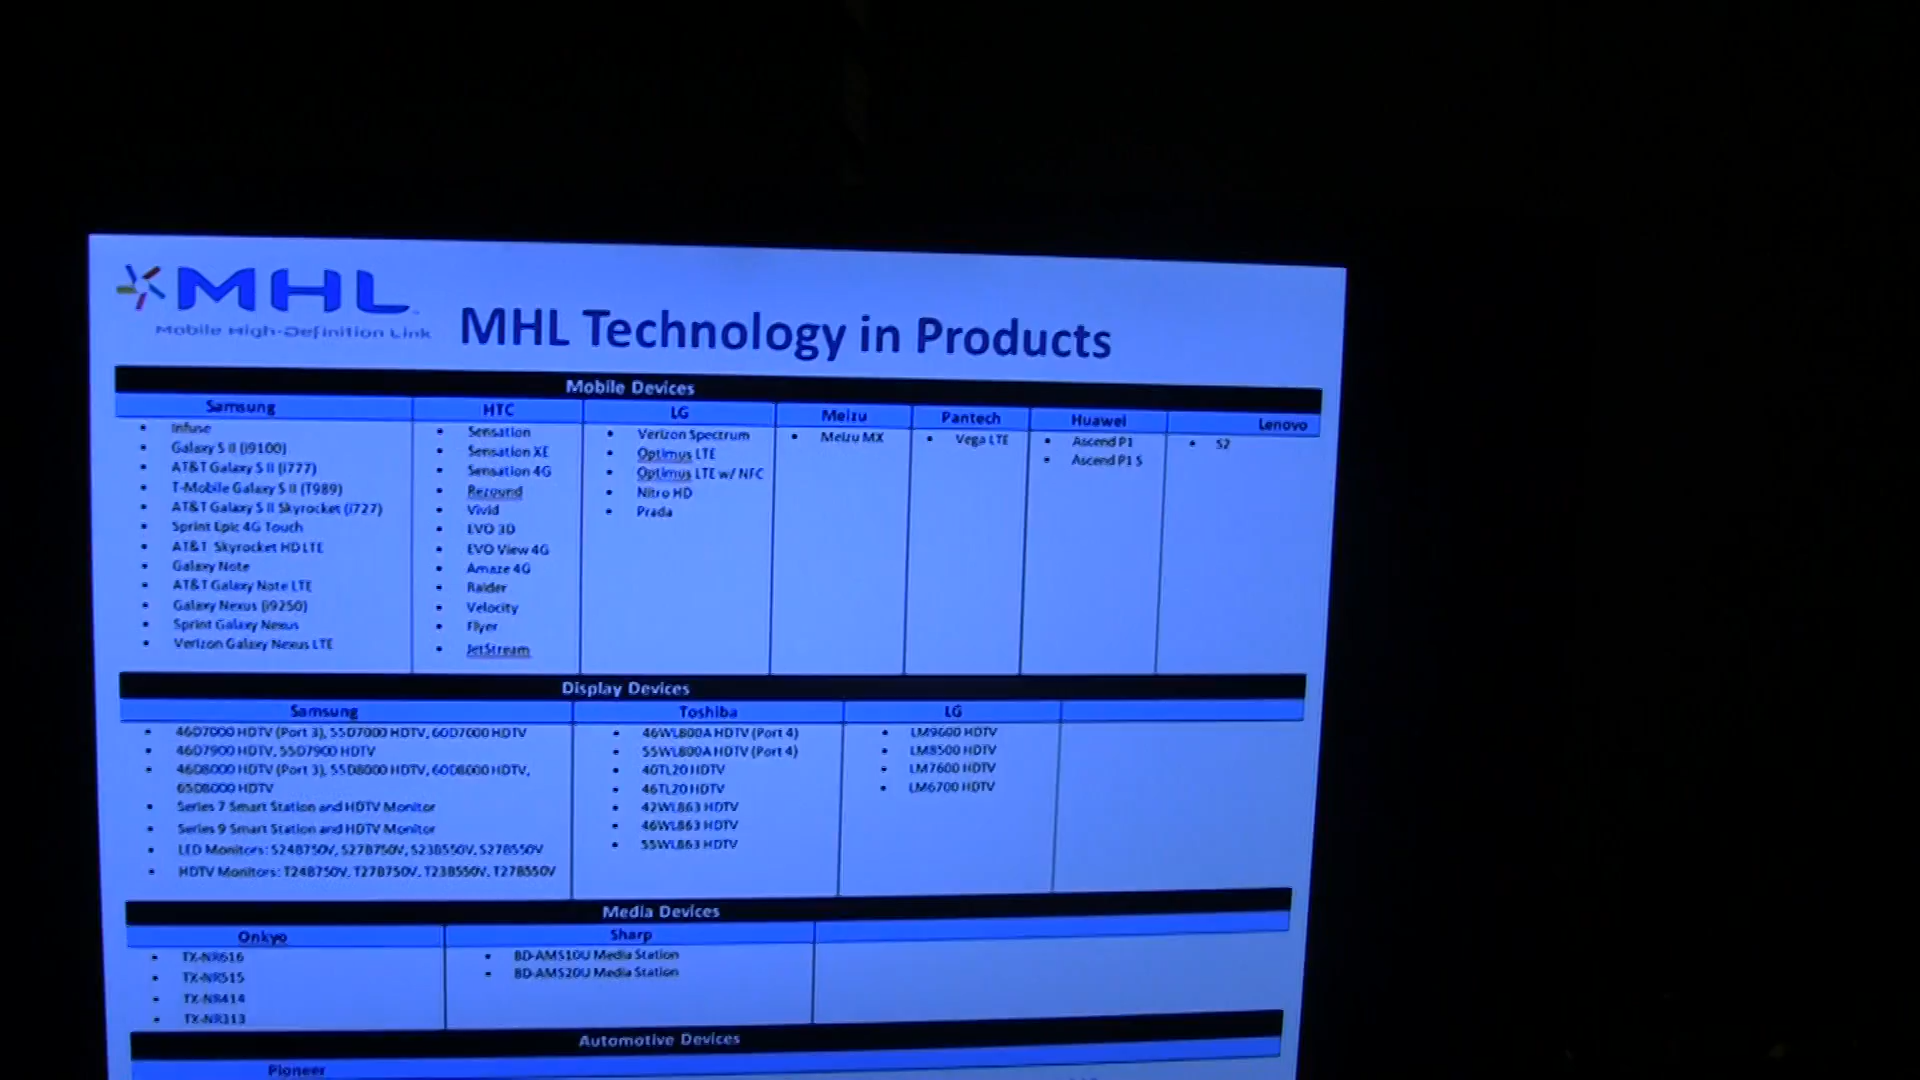 MHL
Mobile High-Definition Link
MHL Technology in Products
Mobile Devices
Samsung
Infuse
Galaxy S II (i9100)
AT&T Galaxy S II (i777)
T-Mobile Galaxy S II (T989)
AT&T Galaxy S II Skyrocket (i727)
Sprint Epic 4G Touch
AT&T Skyrocket HD LTE
Galaxy Note
AT&T Galaxy Note LTE
Galaxy Nexus (i9250)
Sprint Galaxy Nexus
Verizon Galaxy Nexus LTE
HTC
Sensation
Sensation XE
Sensation 4G
Rezound
Vivid
EVO 3D
EVO View 4G
Amaze 4G
Raider
Velocity
Flyer
JetStream
LG
Verizon Spectrum
Optimus LTE
Optimus LTE w/ NFC
Nitro HD
Prada
Meizu
Meizu MX
Pantech
Vega LTE
Huawei
Ascend P1
Ascend P1 S
Lenovo
S2
Display Devices
Samsung
46D7000 HDTV (Port 3), 55D7000 HDTV, 60D7000 HDTV
46D7900 HDTV, 55D7900 HDTV
46D8000 HDTV (Port 3), 55D8000 HDTV, 60D8000 HDTV,
65D8000 HDTV
Series 7 Smart Station and HDTV Monitor
Series 9 Smart Station and HDTV Monitor
LED Monitors: S24B750V, S27B750V, S23B550V, S27B550V
HDTV Monitors: T24B750V, T27B750V, T23B550V, T27B550V
Toshiba
46WL800A HDTV (Port 4)
55WL800A HDTV (Port 4)
40TL20 HDTV
46TL20 HDTV
42WL863 HDTV
46WL863 HDTV
55WL863 HDTV
LG
LM9600 HDTV
LM8500 HDTV
LM7600 HDTV
LM6700 HDTV
Media Devices
Onkyo
TX-NR616
TX-NR515
TX-NR414
TX-NR313
Sharp
BD-AMS10U Media Station
BD-AMS20U Media Station
Automotive Devices
Pioneer